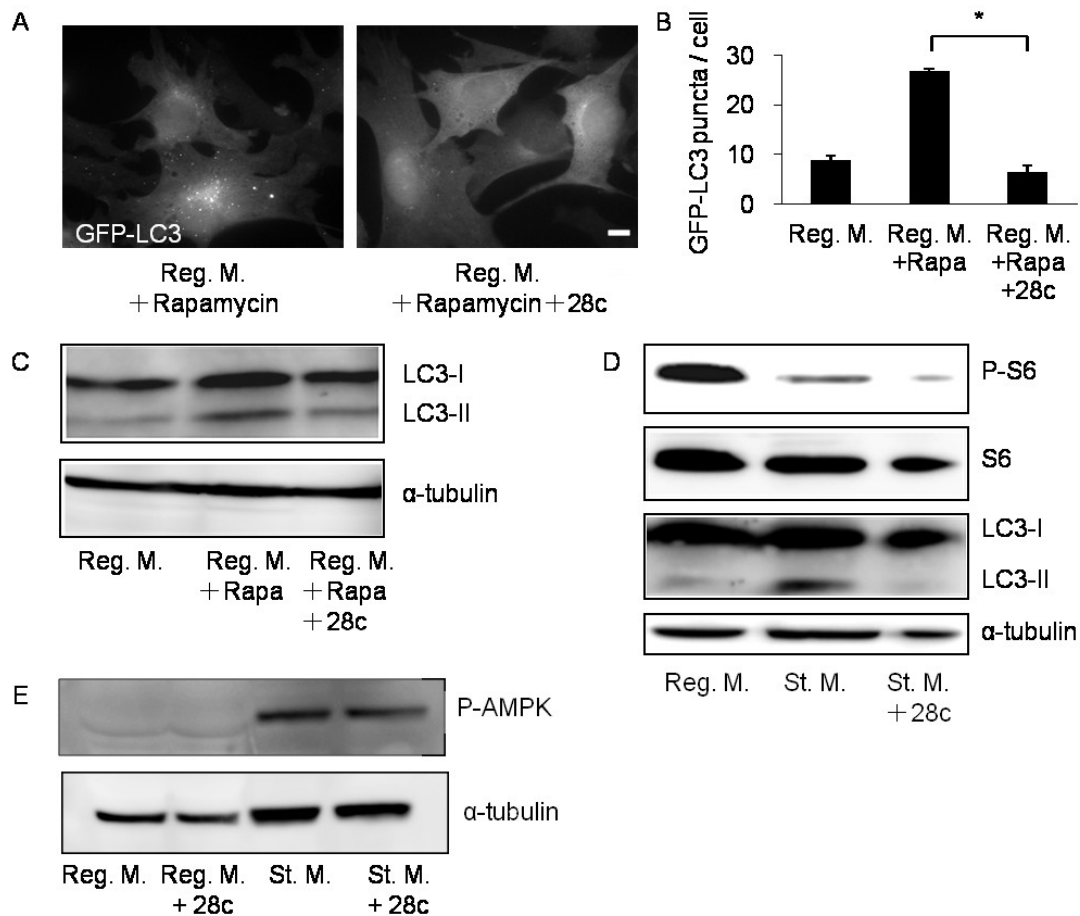 A
GFP-LC3
Reg. M.
+Rapamycin
Reg. M.
+Rapamycin+28c
B
*
GFP-LC3 puncta / cell
30
20
10
0
Reg. M.
Reg. M.
+Rapa
Reg. M.
+Rapa
+28c
C
LC3-I
LC3-II
α-tubulin
Reg. M.
Reg. M.
+Rapa
Reg. M.
+Rapa
+28c
D
P-S6
S6
LC3-I
LC3-II
α-tubulin
Reg. M.
St. M.
St. M.
+28c
E
P-AMPK
α-tubulin
Reg. M.
Reg. M.
+ 28c
St. M.
St. M.
+ 28c